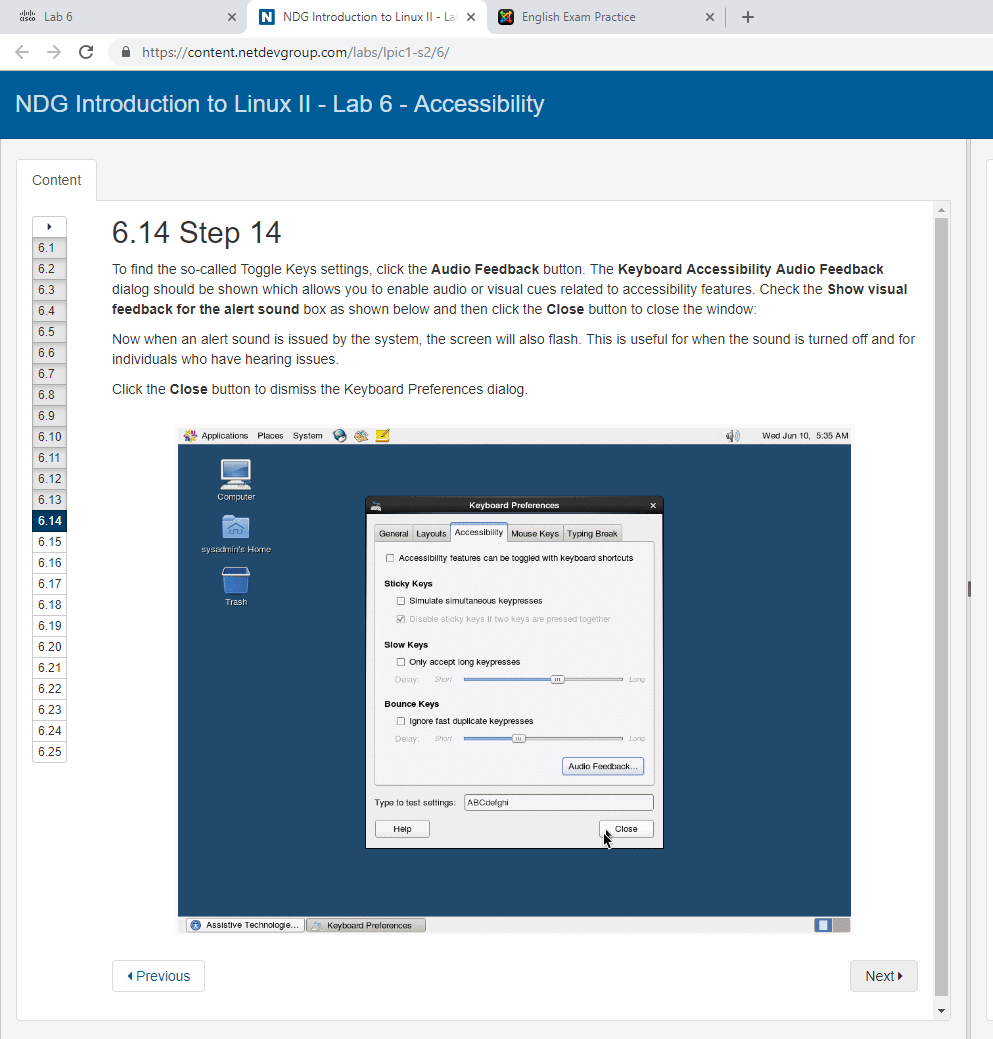 Lab 6
NDG Introduction to Linux II - La
English Exam Practice
https://content.netdevgroup.com/labs/lpic1-s2/6/
NDG Introduction to Linux II - Lab 6 - Accessibility
Content
6.1
6.2
6.3
6.4
6.5
6.6
6.7
6.8
6.9
6.10
6.11
6.12
6.13
6.14
6.15
6.16
6.17
6.18
6.19
6.20
6.21
6.22
6.23
6.24
6.25
6.14 Step 14
To find the so-called Toggle Keys settings, click the Audio Feedback button. The Keyboard Accessibility Audio Feedback
dialog should be shown which allows you to enable audio or visual cues related to accessibility features. Check the Show visual
feedback for the alert sound box as shown below and then click the Close button to close the window:
Now when an alert sound is issued by the system, the screen will also flash. This is useful for when the sound is turned off and for
individuals who have hearing issues.
Click the Close button to dismiss the Keyboard Preferences dialog.
Applications Places System
Wed Jun 10, 5:35 AM
Computer
sysadmin's Home
Trash
Keyboard Preferences
General Layouts Accessibility Mouse Keys Typing Break
Accessibility features can be toggled with keyboard shortcuts
Sticky Keys
Simulate simultaneous keypresses
Disable sticky keys if two keys are pressed together
Slow Keys
Only accept long keypresses
Delay: Short Long
Bounce Keys
Ignore fast duplicate keypresses
Delay: Short Long
Audio Feedback...
Type to test settings: ABCdefghi
Help Close
Assistive Technologie... Keyboard Preferences
Previous
Next